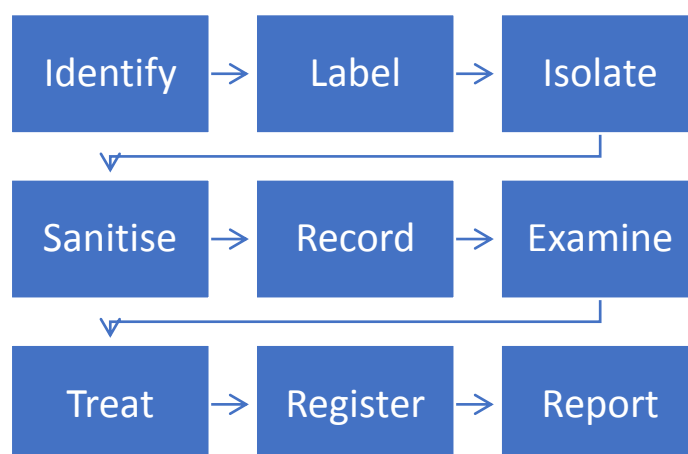 Identify
Label
Isolate
Sanitise
Record
Examine
Treat
Register
Report